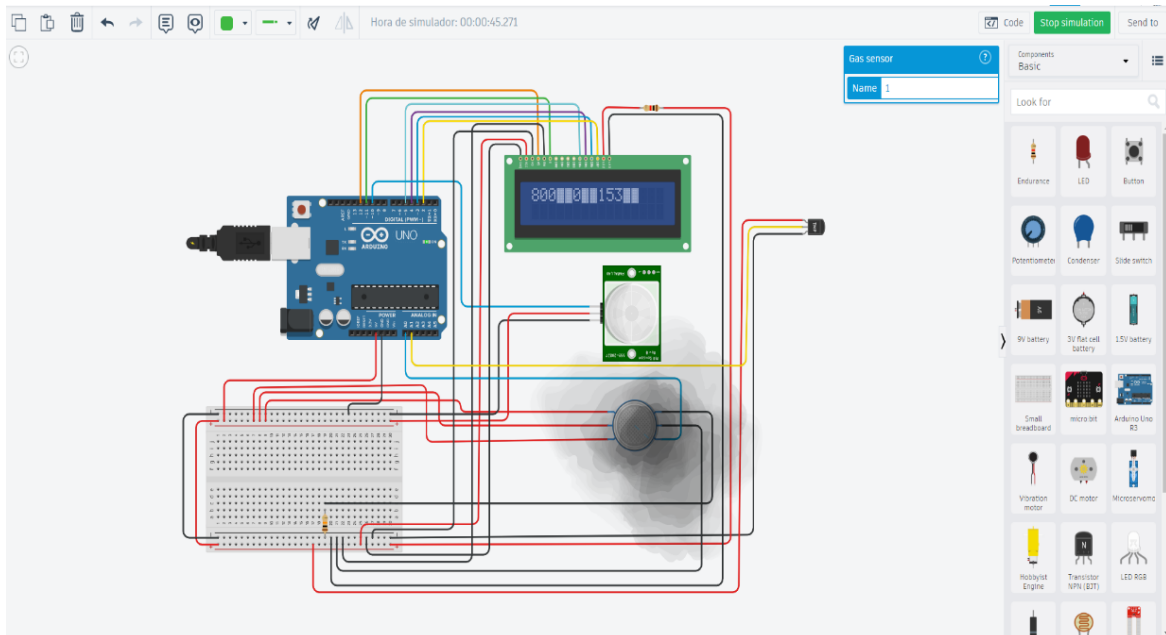 Hora de simulador: 00:00:45.271
Code
Stop simulation
Send to
Gas sensor
?
Name 1
Components
Basic
Look for
Endurance
LED
Button
Potentiometer
Condenser
Slide switch
9V battery
3V flat cell
battery
1.5V battery
Small
breadboard
micro:bit
Arduino Uno
R3
Vibration
motor
DC motor
Microservomo
Hobbyist
Engine
Transistor
NPN (BJT)
LED RGB
N
800██0██153██
DIGITAL (PWM~)
UNO
ARDUINO
POWER
ANALOG IN